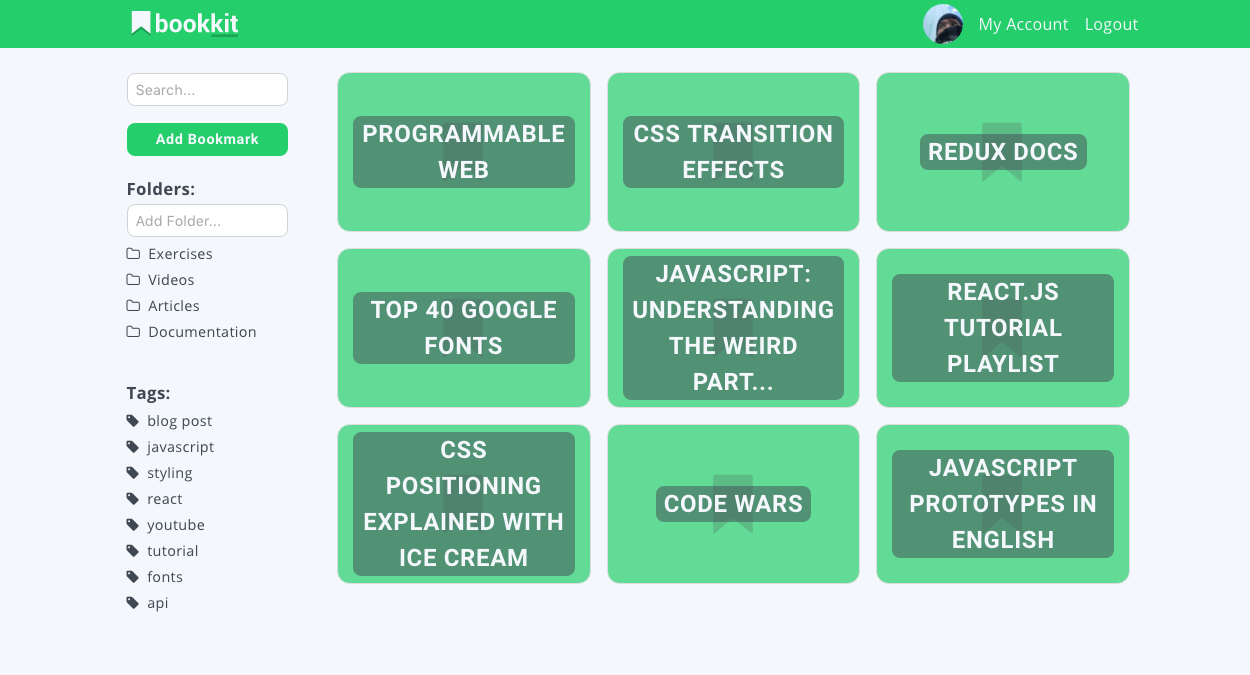 bookkit
My Account
Logout
Search...
Add Bookmark
Folders:
Add Folder...
Exercises
Videos
Articles
Documentation
Tags:
blog post
javascript
styling
react
youtube
tutorial
fonts
api
PROGRAMMABLE
WEB
CSS TRANSITION
EFFECTS
REDUX DOCS
TOP 40 GOOGLE
FONTS
JAVASCRIPT:
UNDERSTANDING
THE WEIRD
PART...
REACT.JS
TUTORIAL
PLAYLIST
CSS
POSITIONING
EXPLAINED WITH
ICE CREAM
CODE WARS
JAVASCRIPT
PROTOTYPES IN
ENGLISH